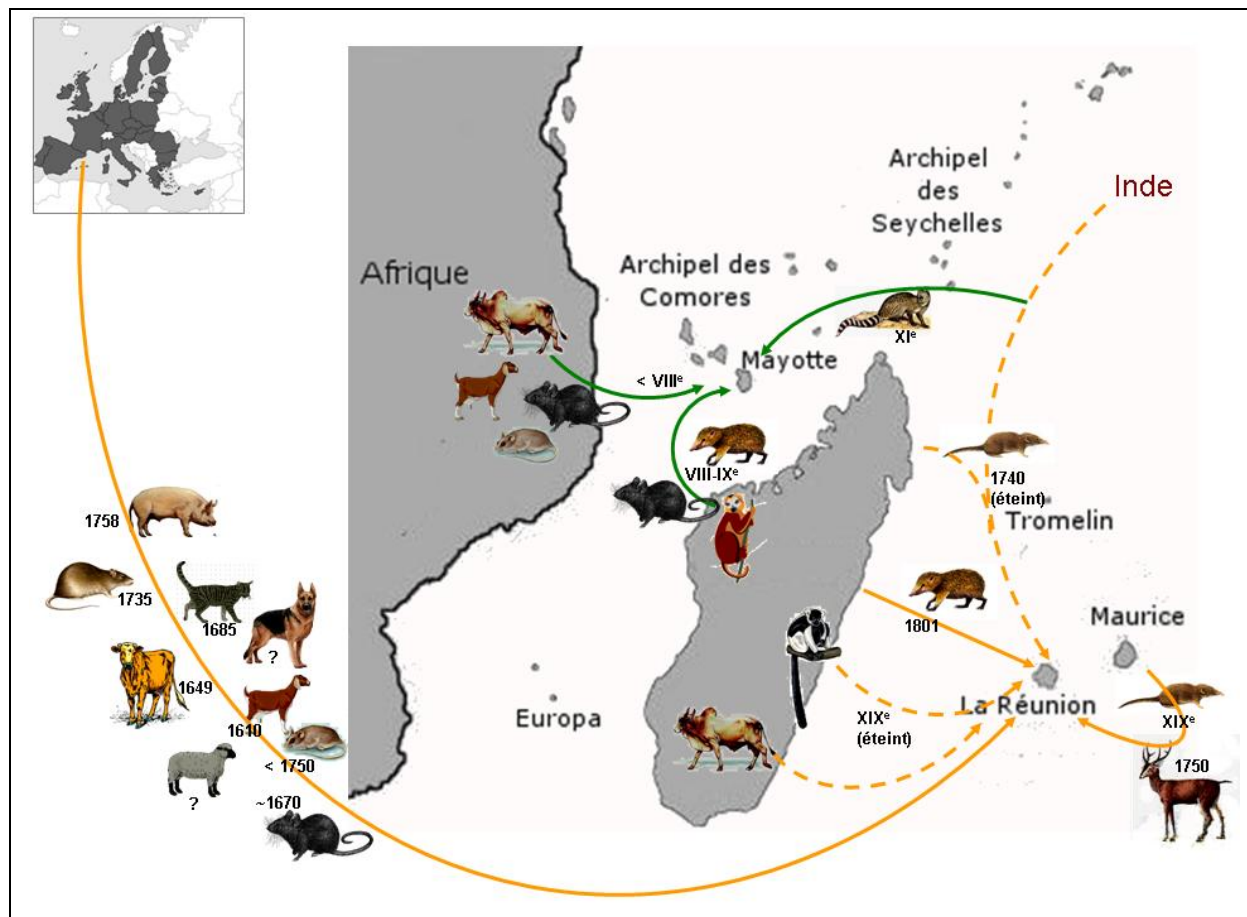 Archipel
des
Seychelles
Inde
Afrique
Archipel des
Comores
XIᵉ
Mayotte
< VIIIᵉ
VIII-IXᵉ
1740
(éteint)
Tromelin
1758
1735
1685
?
1649
1610
< 1750
?
~1670
1801
Maurice
La Réunion
Europa
XIXᵉ
(éteint)
XIXᵉ
1750